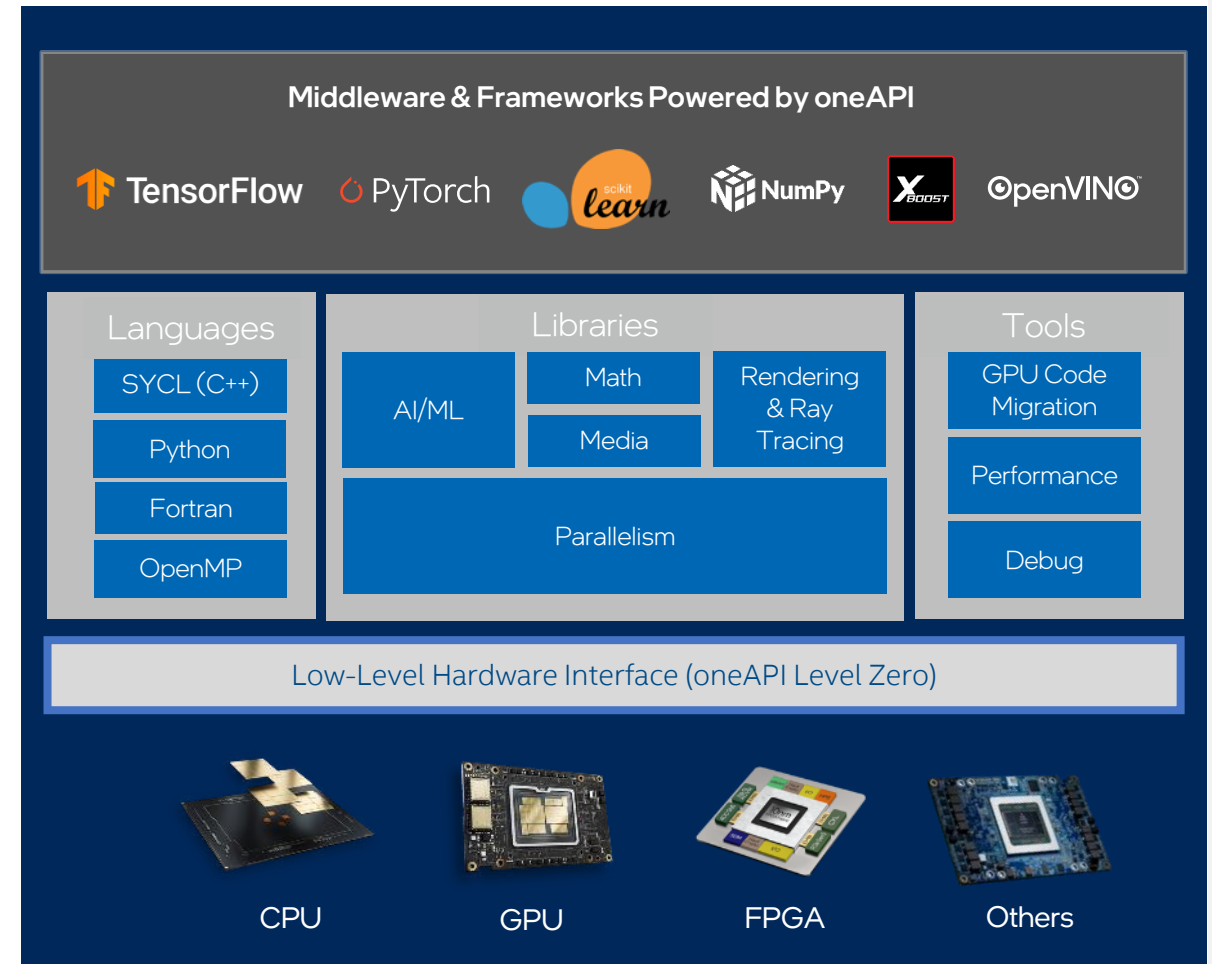 Middleware & Frameworks Powered by oneAPI
TensorFlow
PyTorch
scikit
learn
NumPy
XBOOST
OpenVINO™
Languages
SYCL (C++)
Python
Fortran
OpenMP
Libraries
AI/ML
Math
Media
Rendering
& Ray
Tracing
Parallelism
Tools
GPU Code
Migration
Performance
Debug
Low-Level Hardware Interface (oneAPI Level Zero)
CPU
GPU
FPGA
Others